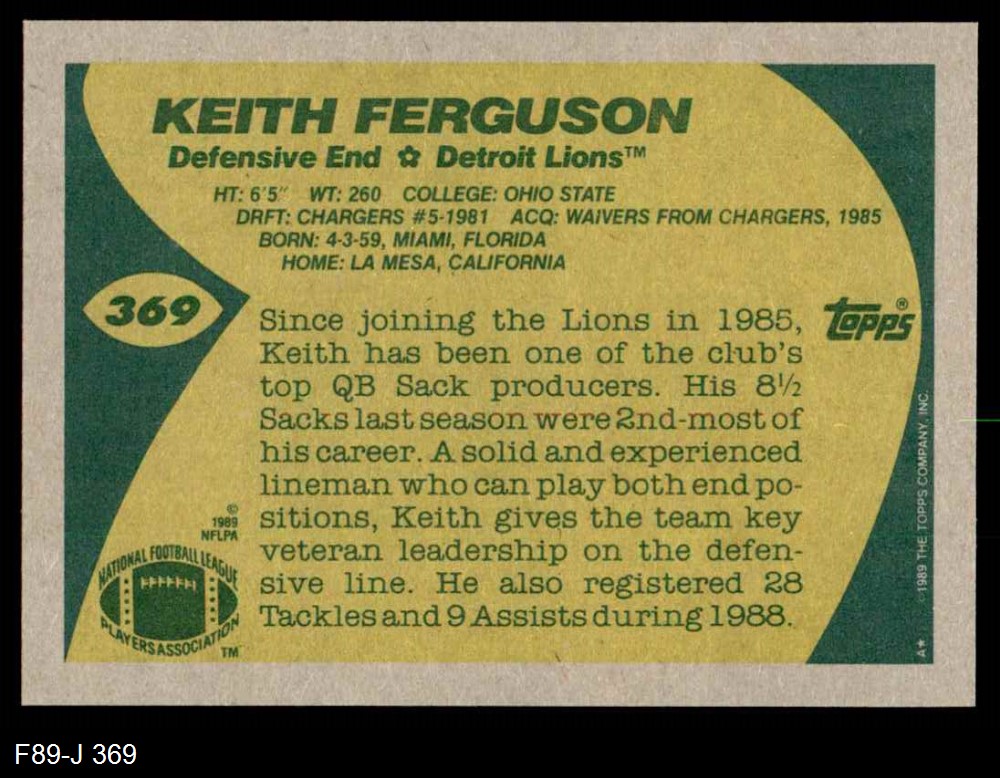 KEITH FERGUSON
Defensive End ✿ Detroit Lions™
HT: 6'5" WT: 260 COLLEGE: OHIO STATE
DRFT: CHARGERS #5-1981 ACQ: WAIVERS FROM CHARGERS, 1985
BORN: 4-3-59, MIAMI, FLORIDA
HOME: LA MESA, CALIFORNIA
369
Topps®
Since joining the Lions in 1985,
Keith has been one of the club's
top QB Sack producers. His 8½
Sacks last season were 2nd-most of
his career. A solid and experienced
lineman who can play both end po-
sitions, Keith gives the team key
veteran leadership on the defen-
sive line. He also registered 28
Tackles and 9 Assists during 1988.
©
1989
NFLPA
NATIONAL FOOTBALL LEAGUE
PLAYERS ASSOCIATION
TM
A* © 1989 THE TOPPS COMPANY, INC.
F89-J 369